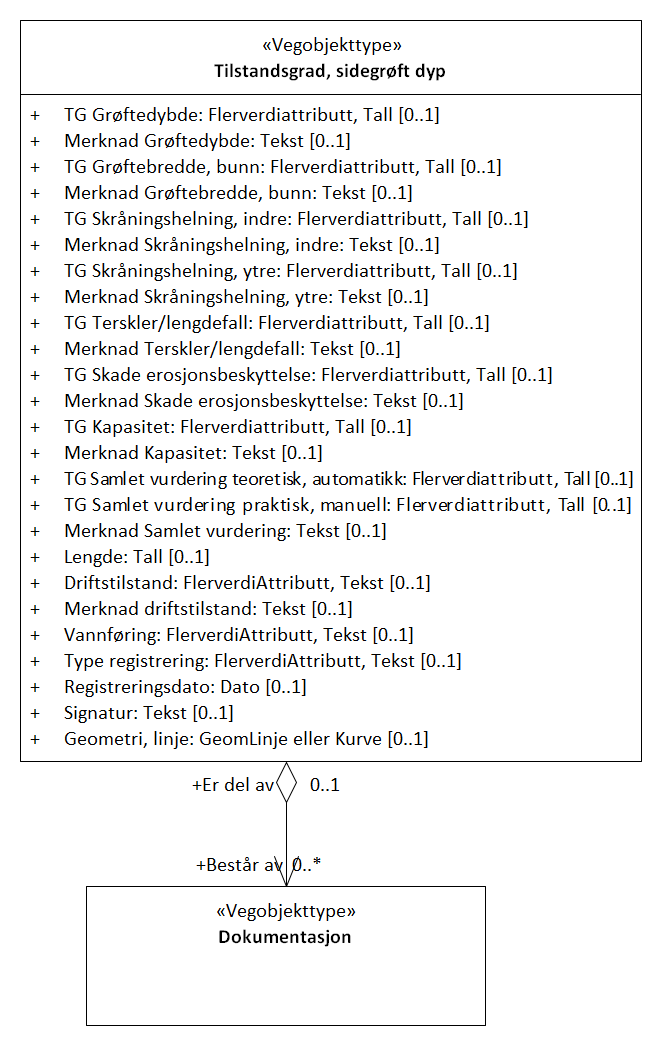 «Vegobjekttype»
Tilstandsgrad, sidegrøft dyp
+ TG Grøftedybde: Flerverdiattributt, Tall [0..1]
+ Merknad Grøftedybde: Tekst [0..1]
+ TG Grøftebredde, bunn: Flerverdiattributt, Tall [0..1]
+ Merknad Grøftebredde, bunn: Tekst [0..1]
+ TG Skråningshelning, indre: Flerverdiattributt, Tall [0..1]
+ Merknad Skråningshelning, indre: Tekst [0..1]
+ TG Skråningshelning, ytre: Flerverdiattributt, Tall [0..1]
+ Merknad Skråningshelning, ytre: Tekst [0..1]
+ TG Terskler/lengdefall: Flerverdiattributt, Tall [0..1]
+ Merknad Terskler/lengdefall: Tekst [0..1]
+ TG Skade erosjonsbeskyttelse: Flerverdiattributt, Tall [0..1]
+ Merknad Skade erosjonsbeskyttelse: Tekst [0..1]
+ TG Kapasitet: Flerverdiattributt, Tall [0..1]
+ Merknad Kapasitet: Tekst [0..1]
+ TG Samlet vurdering teoretisk, automatikk: Flerverdiattributt, Tall [0..1]
+ TG Samlet vurdering praktisk, manuell: Flerverdiattributt, Tall [0..1]
+ Merknad Samlet vurdering: Tekst [0..1]
+ Lengde: Tall [0..1]
+ Driftstilstand: FlerverdiAttributt, Tekst [0..1]
+ Merknad driftstilstand: Tekst [0..1]
+ Vannføring: FlerverdiAttributt, Tekst [0..1]
+ Type registrering: FlerverdiAttributt, Tekst [0..1]
+ Registreringsdato: Dato [0..1]
+ Signatur: Tekst [0..1]
+ Geometri, linje: GeomLinje eller Kurve [0..1]
+Er del av 0..1
+Består av 0..*
«Vegobjekttype»
Dokumentasjon